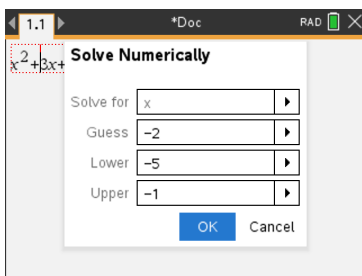 1.1 *Doc RAD
x²+3x+
Solve Numerically
Solve for x
Guess −2
Lower −5
Upper −1
OK Cancel